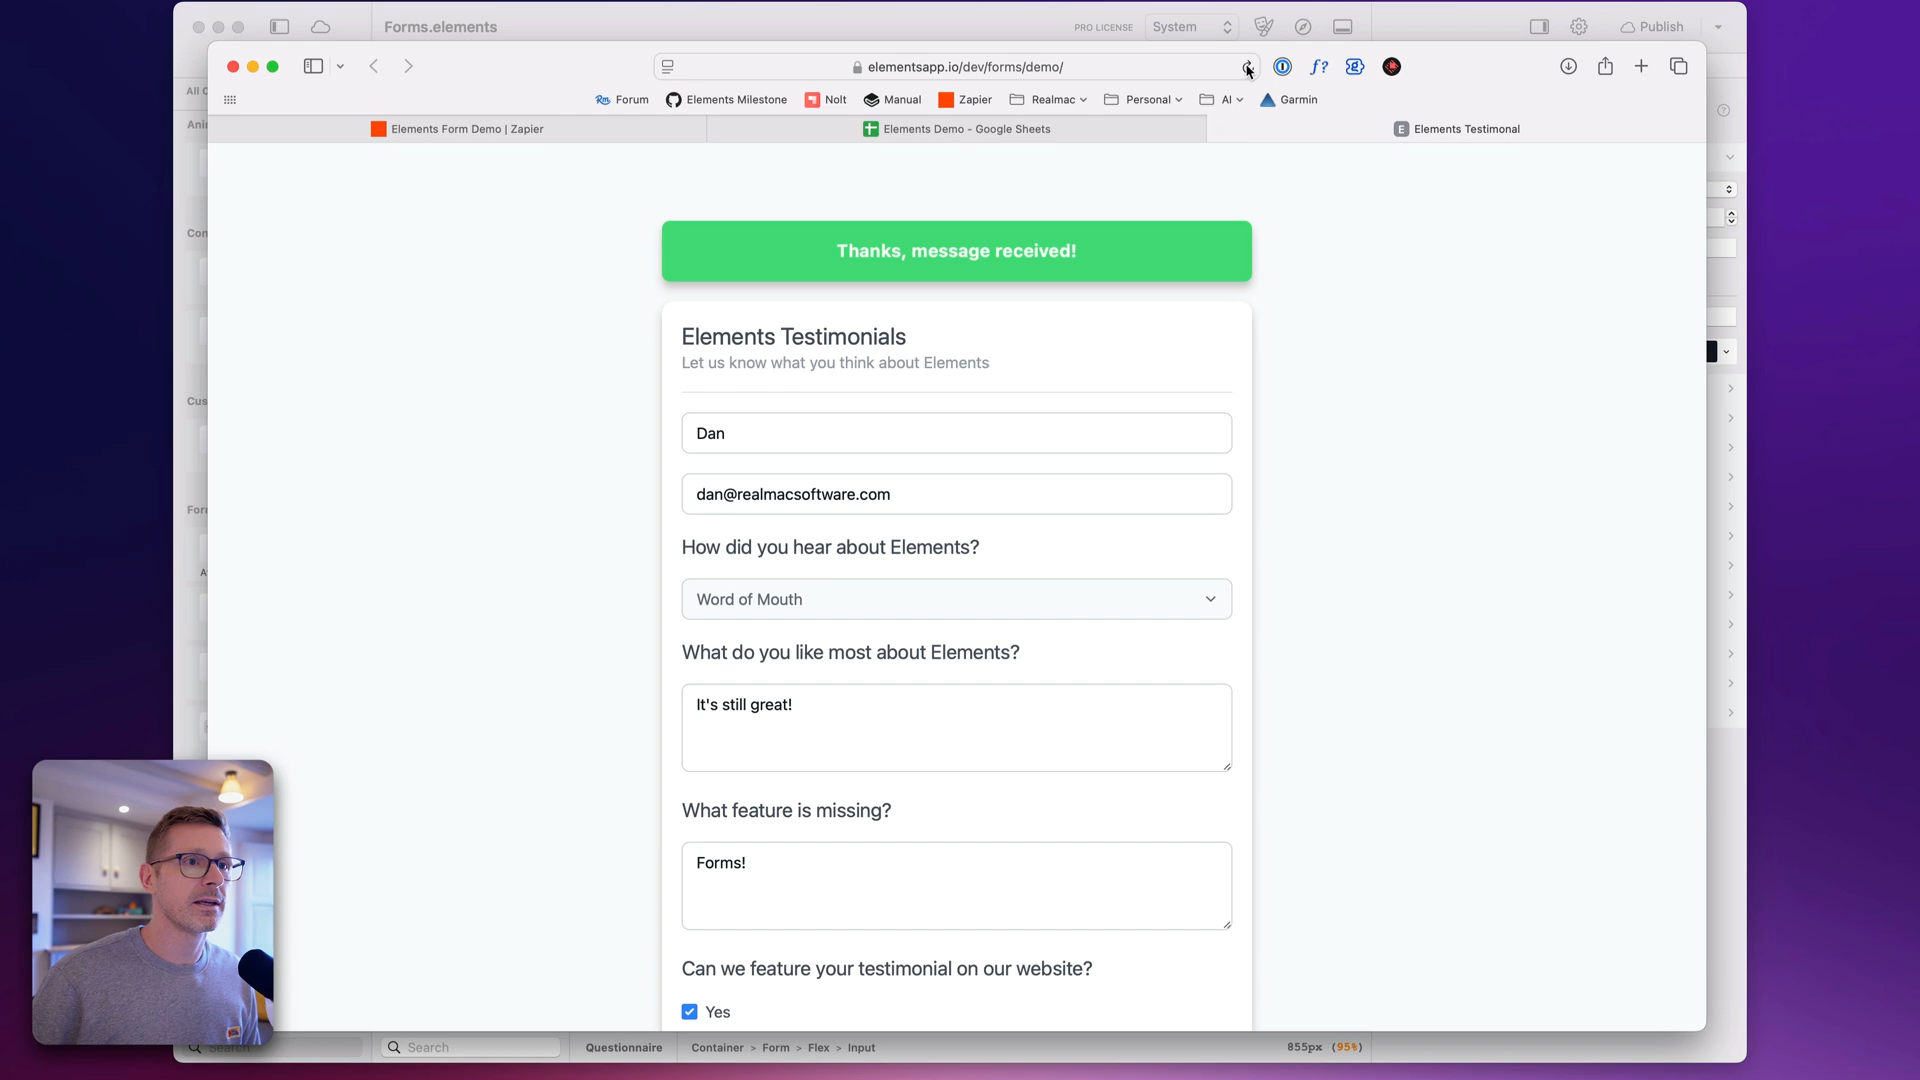 Forms.elements
PRO LICENSE
System
Publish
elementsapp.io/dev/forms/demo/
Forum
Elements Milestone
Nolt
Manual
Zapier
Realmac
Personal
AI
Garmin
Elements Form Demo | Zapier
Elements Demo - Google Sheets
E
Elements Testimonal
Thanks, message received!
Elements Testimonials
Let us know what you think about Elements
Dan
dan@realmacsoftware.com
How did you hear about Elements?
Word of Mouth
What do you like most about Elements?
It's still great!
What feature is missing?
Forms!
Can we feature your testimonial on our website?
Yes
Search
Search
Questionnaire
Container > Form > Flex > Input
855px (95%)